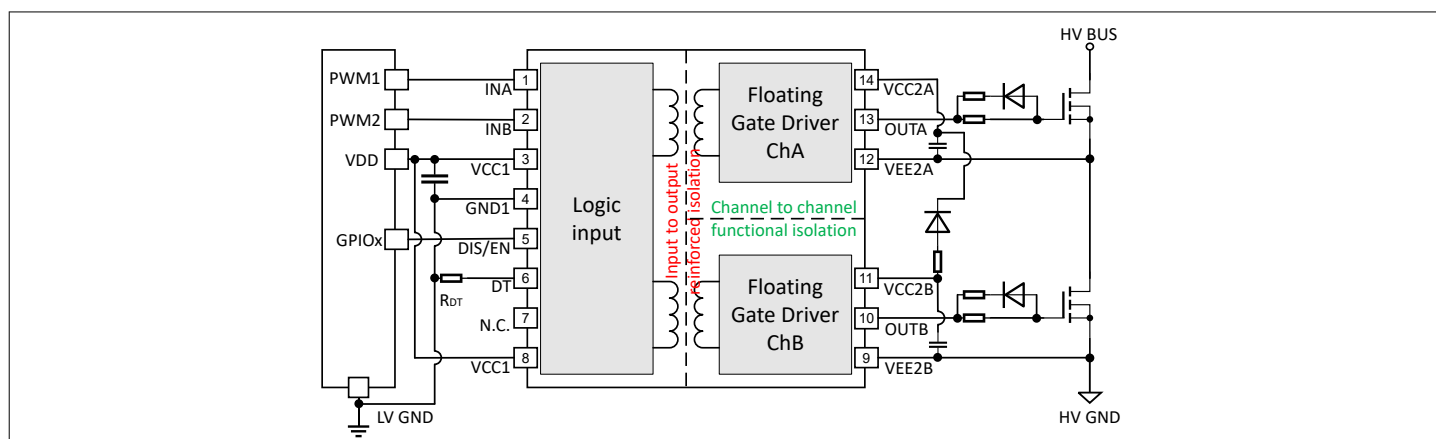 HV BUS
PWM1
PWM2
VDD
GPIOx
LV GND
1
INA
2
INB
3
VCC1
4
GND1
5
DIS/EN
6
DT
RDT
7
N.C.
8
VCC1
Logic
input
Input to output
reinforced isolation
Floating
Gate Driver
ChA
Channel to channel
functional isolation
Floating
Gate Driver
ChB
14
VCC2A
13
OUTA
12
VEE2A
11
VCC2B
10
OUTB
9
VEE2B
HV GND